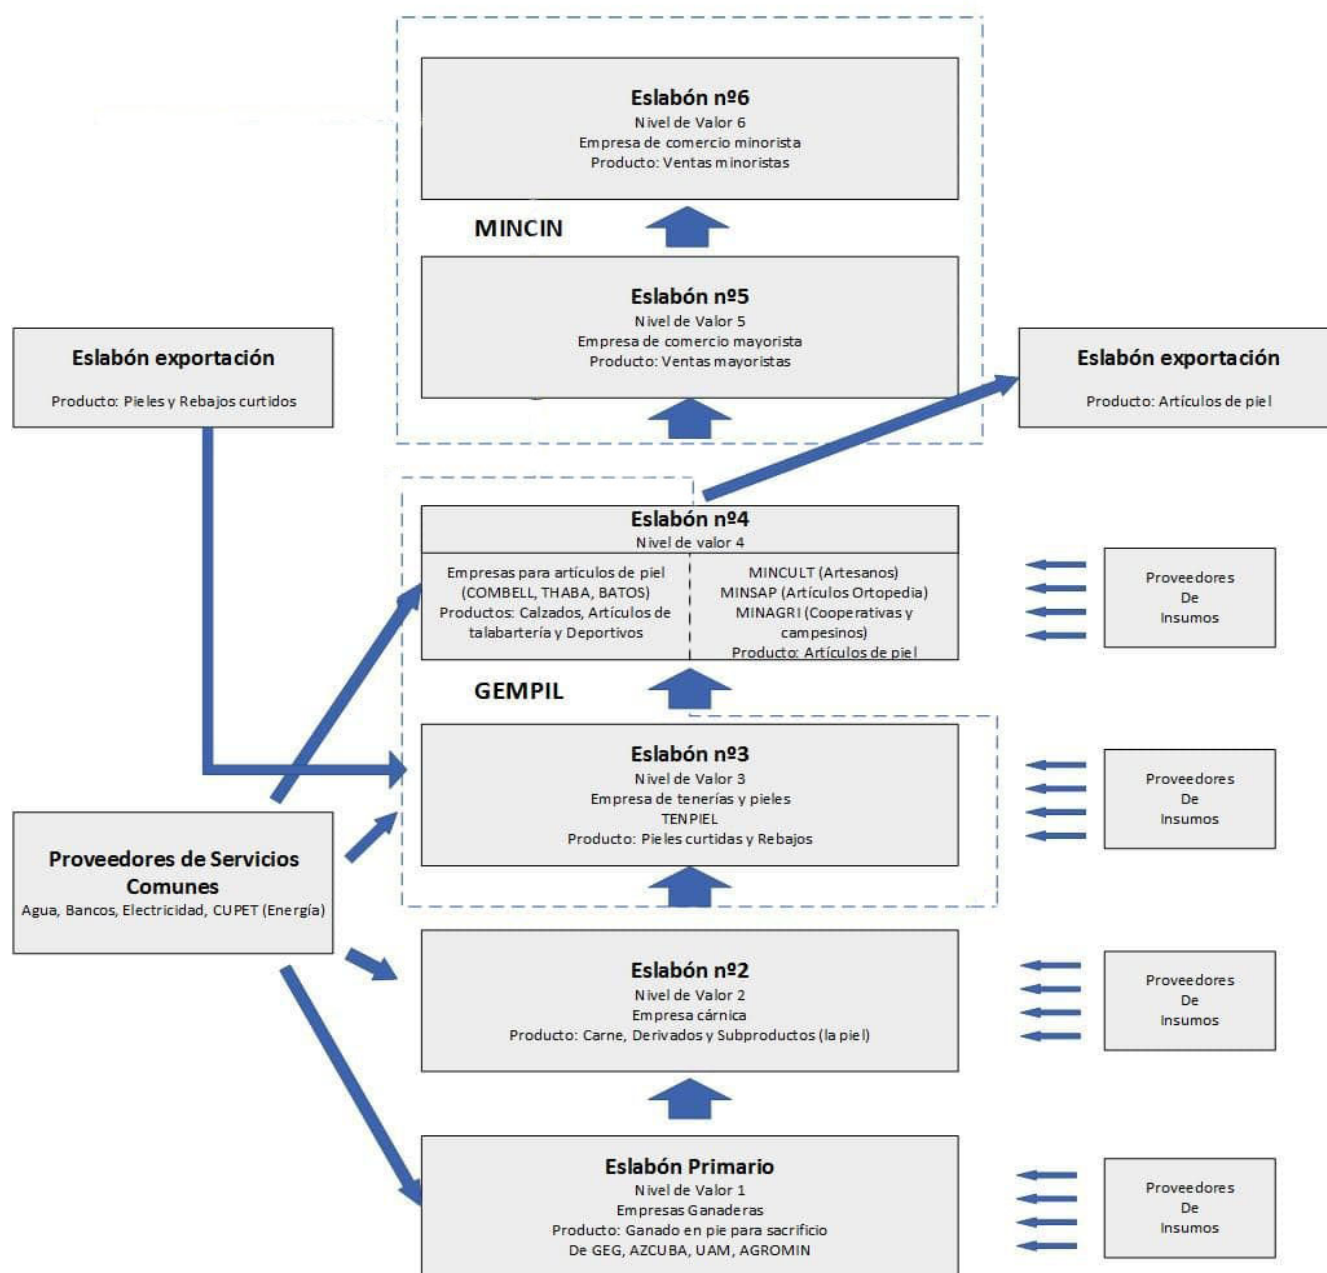 Eslabón nº6
Nivel de Valor 6
Empresa de comercio minorista
Producto: Ventas minoristas
MINCIN
Eslabón nº5
Nivel de Valor 5
Empresa de comercio mayorista
Producto: Ventas mayoristas
Eslabón exportación
Producto: Pieles y Rebajos curtidos
Eslabón exportación
Producto: Artículos de piel
Eslabón nº4
Nivel de valor 4
Empresas para artículos de piel
(COMBELL, THABA, BATOS)
Productos: Calzados, Artículos de
talabartería y Deportivos
MINCULT (Artesanos)
MINSAP (Artículos Ortopedia)
MINAGRI (Cooperativas y
campesinos)
Producto: Artículos de piel
Proveedores
De
Insumos
GEMPIL
Eslabón nº3
Nivel de Valor 3
Empresa de tenerías y pieles
TENPIEL
Producto: Pieles curtidas y Rebajos
Proveedores
De
Insumos
Proveedores de Servicios
Comunes
Agua, Bancos, Electricidad, CUPET (Energía)
Eslabón nº2
Nivel de Valor 2
Empresa cárnica
Producto: Carne, Derivados y Subproductos (la piel)
Proveedores
De
Insumos
Eslabón Primario
Nivel de Valor 1
Empresas Ganaderas
Producto: Ganado en pie para sacrificio
De GEG, AZCUBA, UAM, AGROMIN
Proveedores
De
Insumos